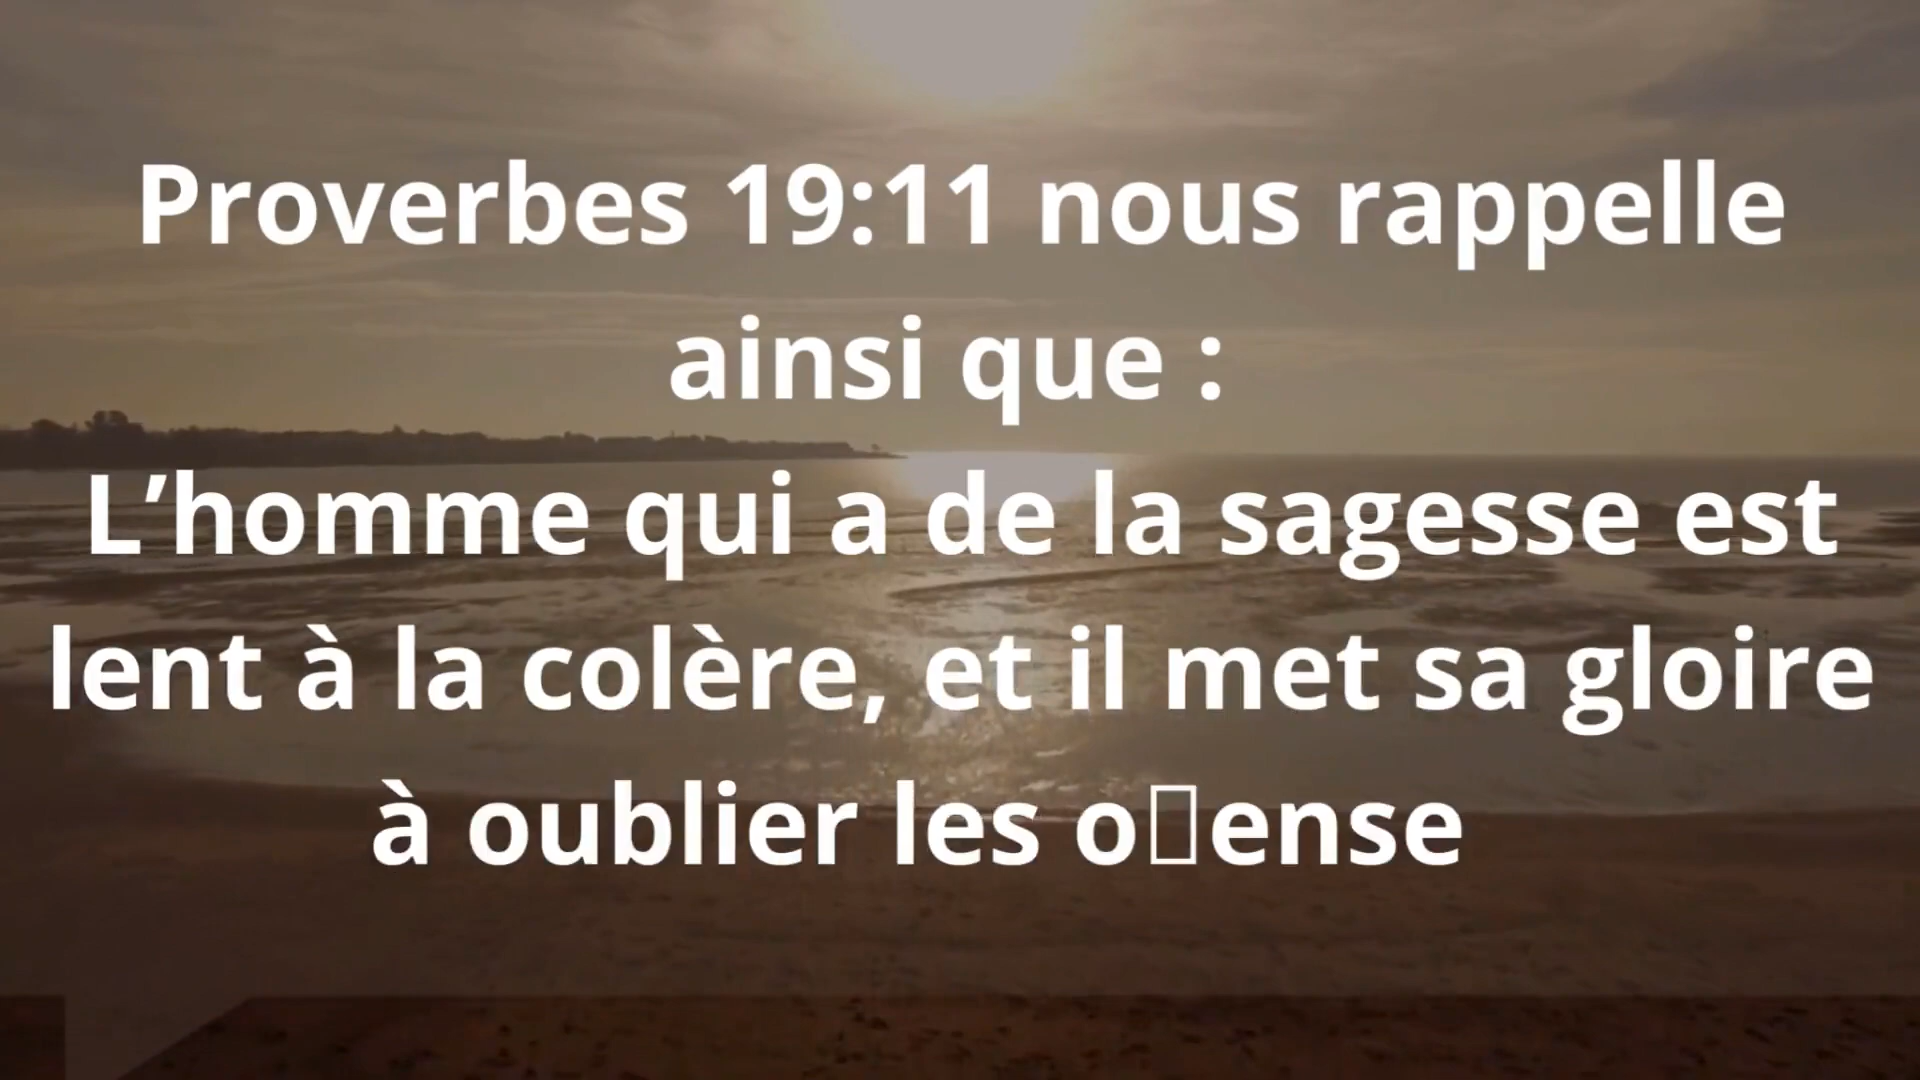 Proverbes 19:11 nous rappelle
ainsi que :
L’homme qui a de la sagesse est
lent à la colère, et il met sa gloire
à oublier les o▯ense